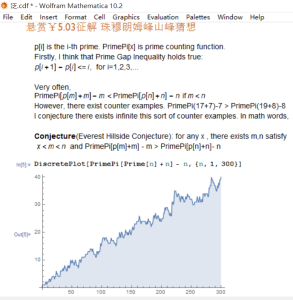 泛.cdf* - Wolfram Mathematica 10.2
File Edit Insert Format Cell Graphics Evaluation Palettes Window Help
悬赏￥5.03征解 珠穆朗姆峰山峰猜想
p[i] is the i-th prime. PrimePi[x] is prime counting function.
Firstly, I think that Prime Gap Inequality holds true:
p[i+1] - p[i] <= i, for i=1,2,3,...
Very often,
PrimePi[p[m]+m] - m < PrimePi[p[n]+n] - n if m < n
However, there exist counter examples. PrimePi(17+7)-7 > PrimePi(19+8)-8
I conjecture there exists infinite this sort of counter examples. In math words,
Conjecture(Everest Hillside Conjecture): for any x , there exists m,n satisfy
x < m < n and PrimePi[p[m]+m] - m > PrimePi[p[n]+n]- n
In[5]:= DiscretePlot[PrimePi[Prime[n]+n] - n, {n, 1, 300}]
40
30
Out[5]=
20
10
50 100 150 200 250 300